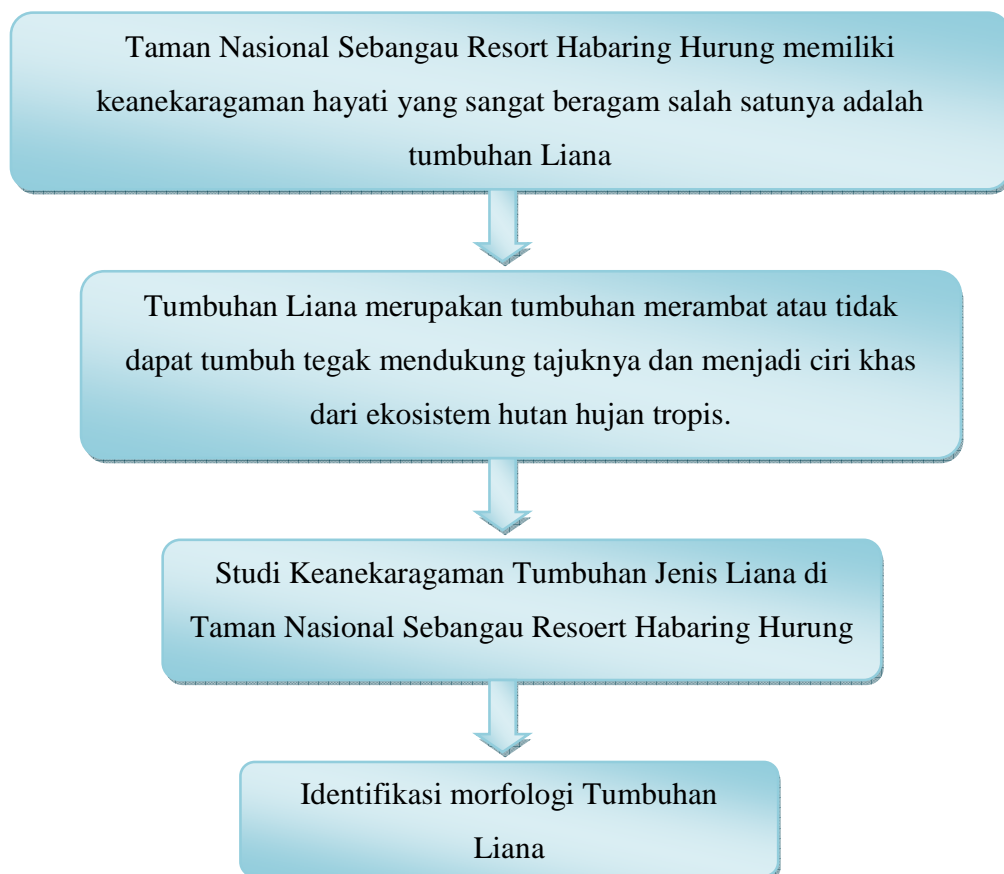 Taman Nasional Sebangau Resort Habaring Hurung memiliki
keanekaragaman hayati yang sangat beragam salah satunya adalah
tumbuhan Liana
Tumbuhan Liana merupakan tumbuhan merambat atau tidak
dapat tumbuh tegak mendukung tajuknya dan menjadi ciri khas
dari ekosistem hutan hujan tropis.
Studi Keanekaragaman Tumbuhan Jenis Liana di
Taman Nasional Sebangau Resoert Habaring Hurung
Identifikasi morfologi Tumbuhan
Liana